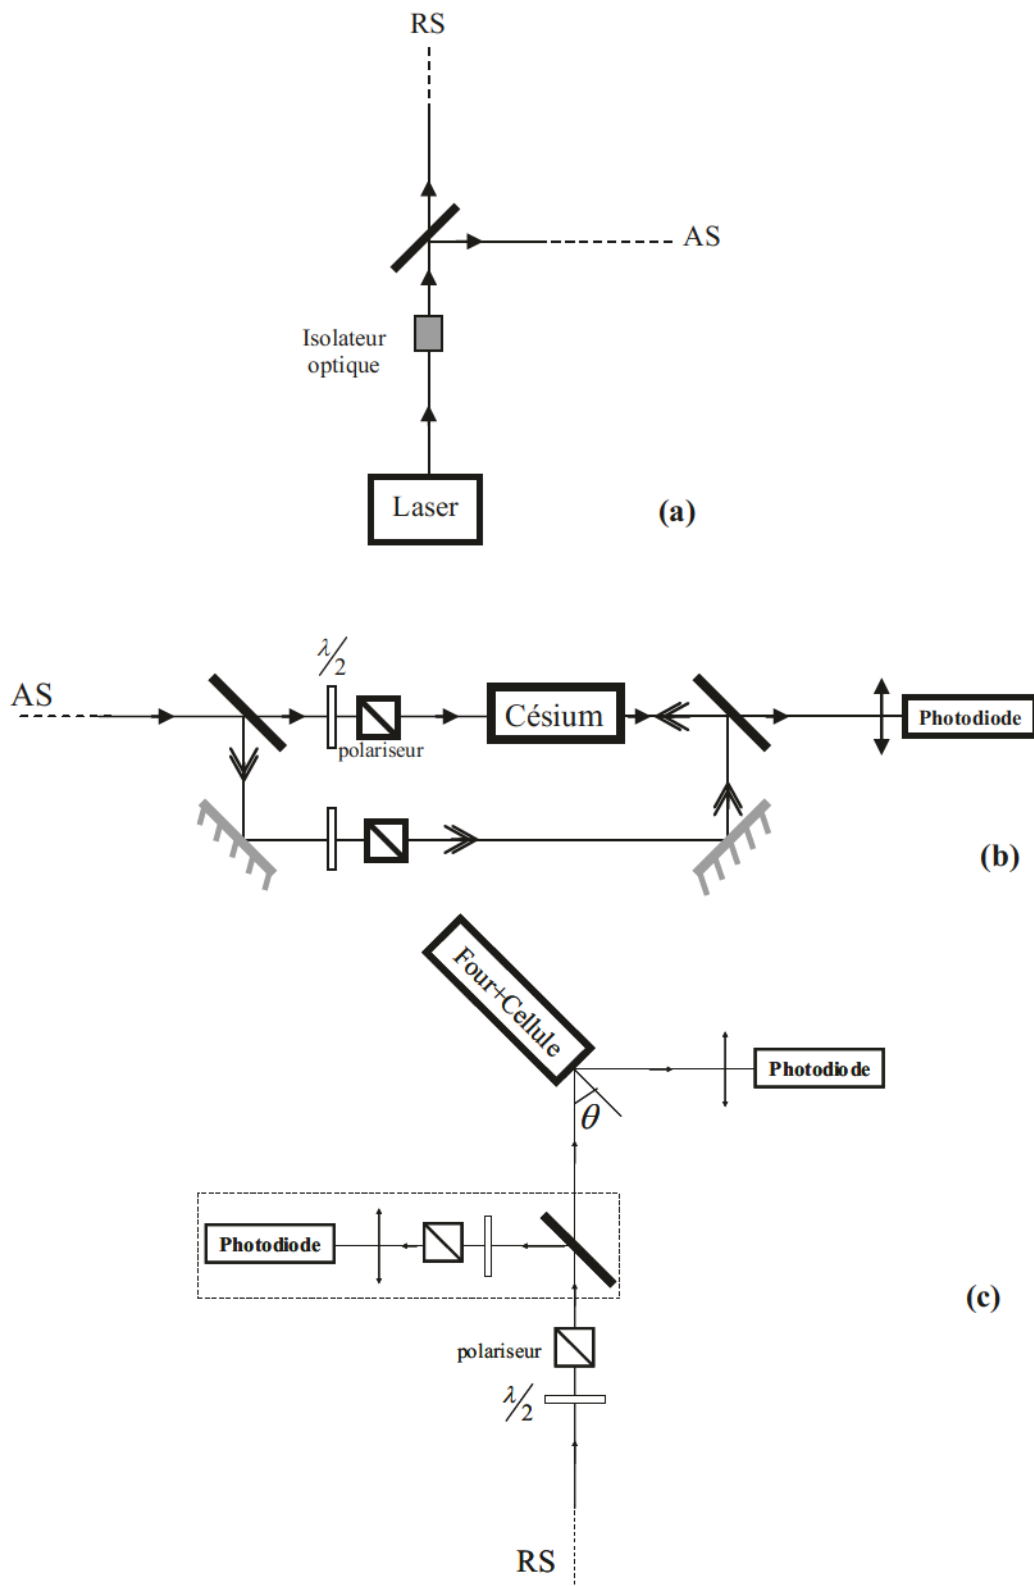 RS
AS
Isolateur
optique
Laser
(a)
λ/2
AS
Césium
Photodiode
polariseur
(b)
Four+Cellule
Photodiode
θ
Photodiode
(c)
polariseur
λ/2
RS